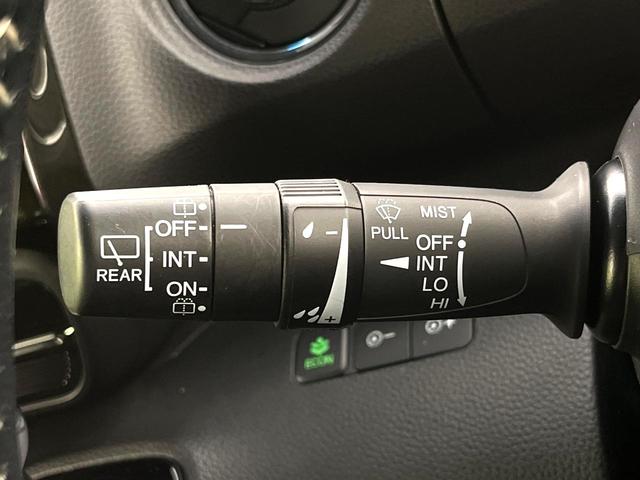 OFF
INT
ON
REAR
PULL
MIST
OFF
INT
LO
HI
ECON